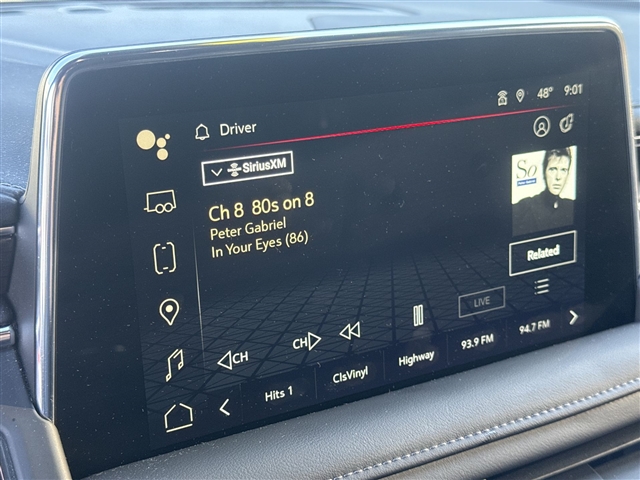 48° 9:01
Driver
SiriusXM
So
Ch 8 80s on 8
Peter Gabriel
In Your Eyes (86)
Related
LIVE
CH
CH
Hits 1
ClsVinyl
Highway
93.9 FM
94.7 FM